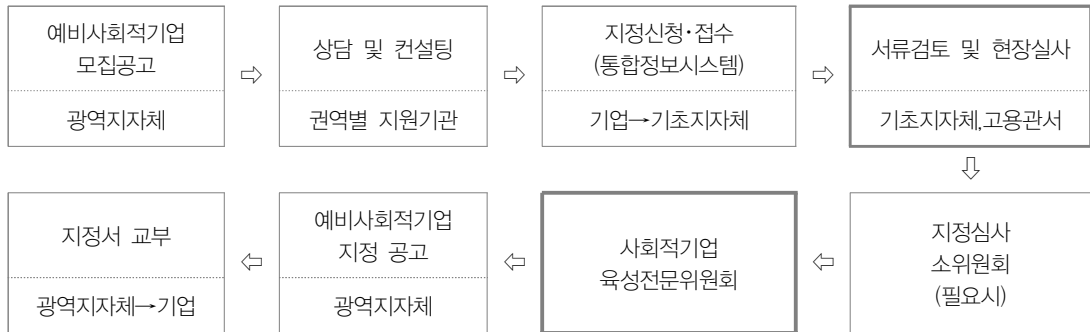 예비사회적기업
모집공고
광역지자체
⇨
상담 및 컨설팅
권역별 지원기관
⇨
지정신청·접수
(통합정보시스템)
기업→기초지자체
⇨
서류검토 및 현장실사
기초지자체,고용관서
⇩
지정심사
소위원회
(필요시)
⇦
사회적기업
육성전문위원회
⇦
예비사회적기업
지정 공고
광역지자체
⇦
지정서 교부
광역지자체→기업